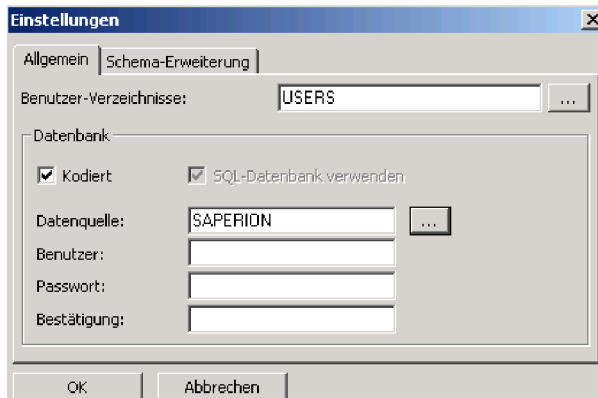 Einstellungen
Allgemein Schema-Erweiterung
Benutzer-Verzeichnisse: USERS ...
Datenbank
Kodiert SQL-Datenbank verwenden
Datenquelle: SAPERION ...
Benutzer:
Passwort:
Bestätigung:
OK Abbrechen